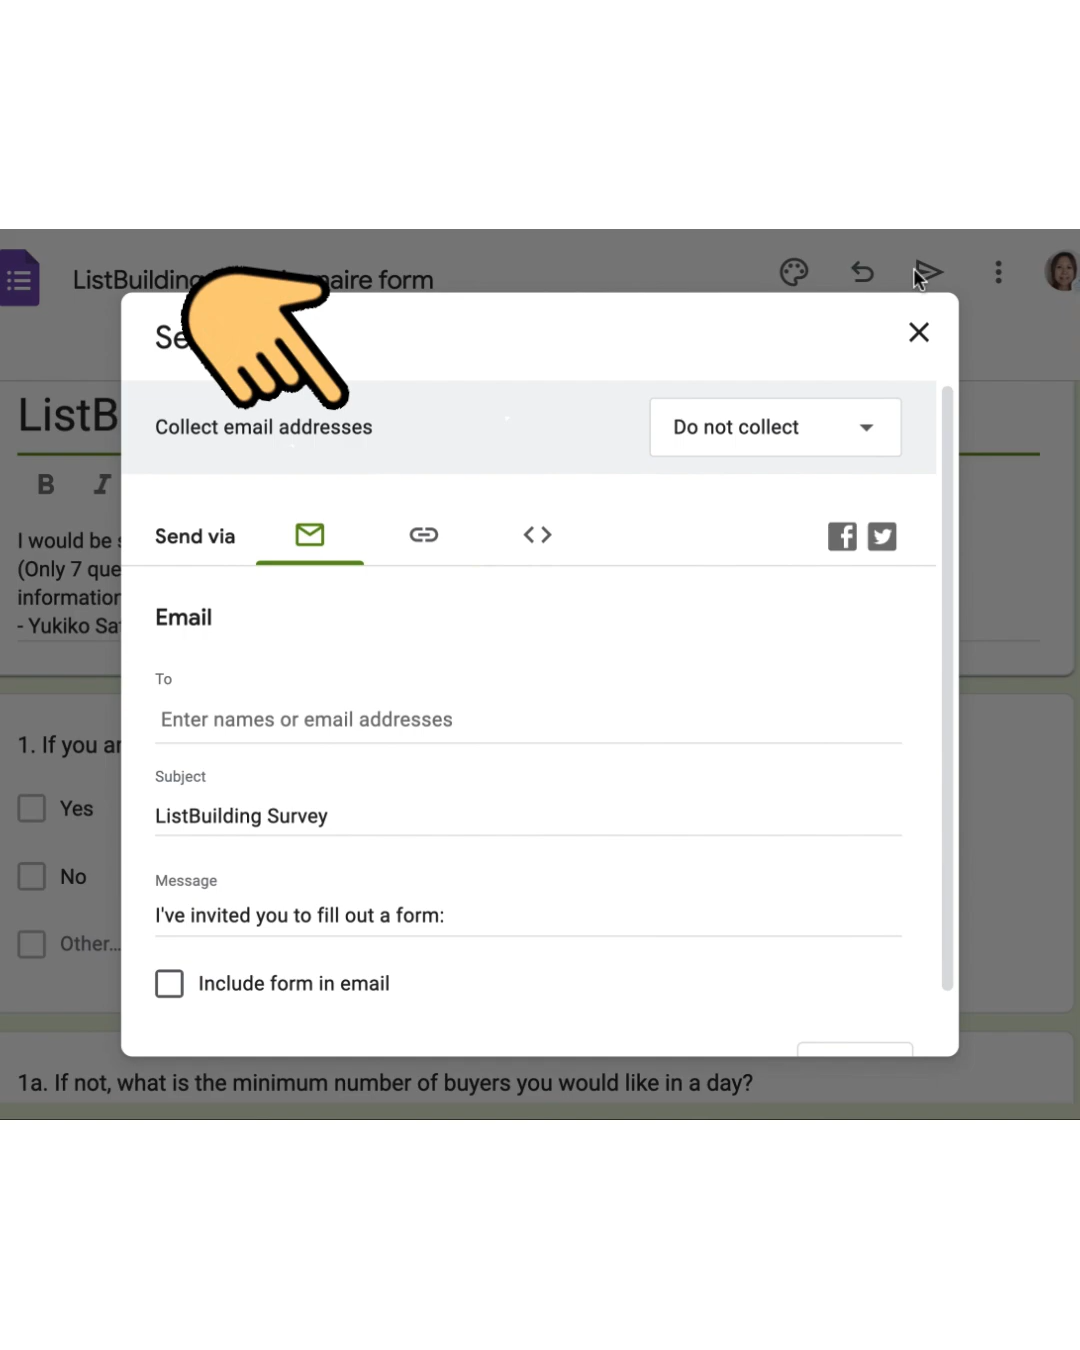 ListBuilding naire form
Collect email addresses
Do not collect
Send via
Email
To
Enter names or email addresses
Subject
ListBuilding Survey
Message
I've invited you to fill out a form:
Include form in email
ListB
B I
I would be
(Only 7 que
information
- Yukiko Sa
1. If you ar
Yes
No
Other...
1a. If not, what is the minimum number of buyers you would like in a day?